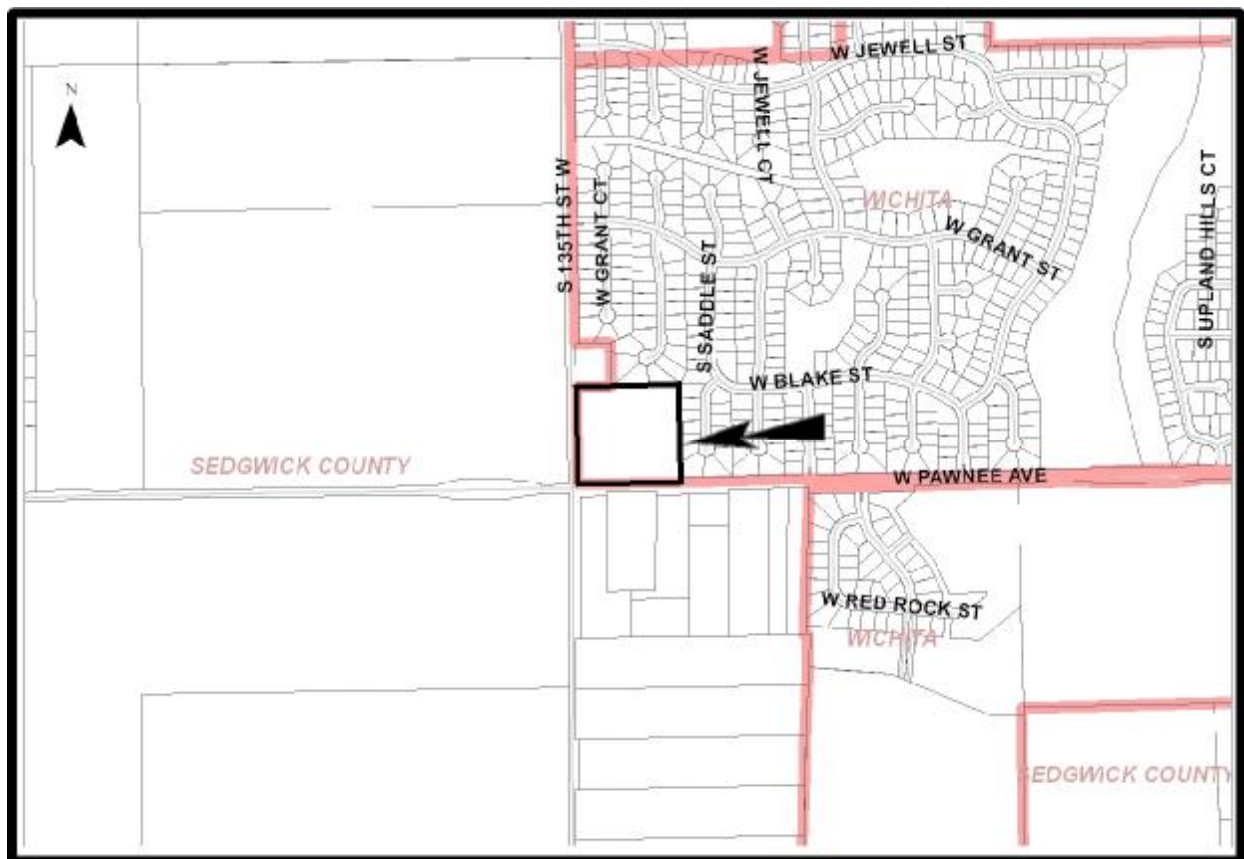 W JEWELL ST
N
W JEWELL CT
S 135TH ST W
W GRANT CT
WICHITA
S UPLAND HILLS CT
W GRANT ST
S SADDLE ST
W BLAKE ST
SEDGWICK COUNTY
W PAWNEE AVE
W RED ROCK ST
WICHITA
SEDGWICK COUNTY